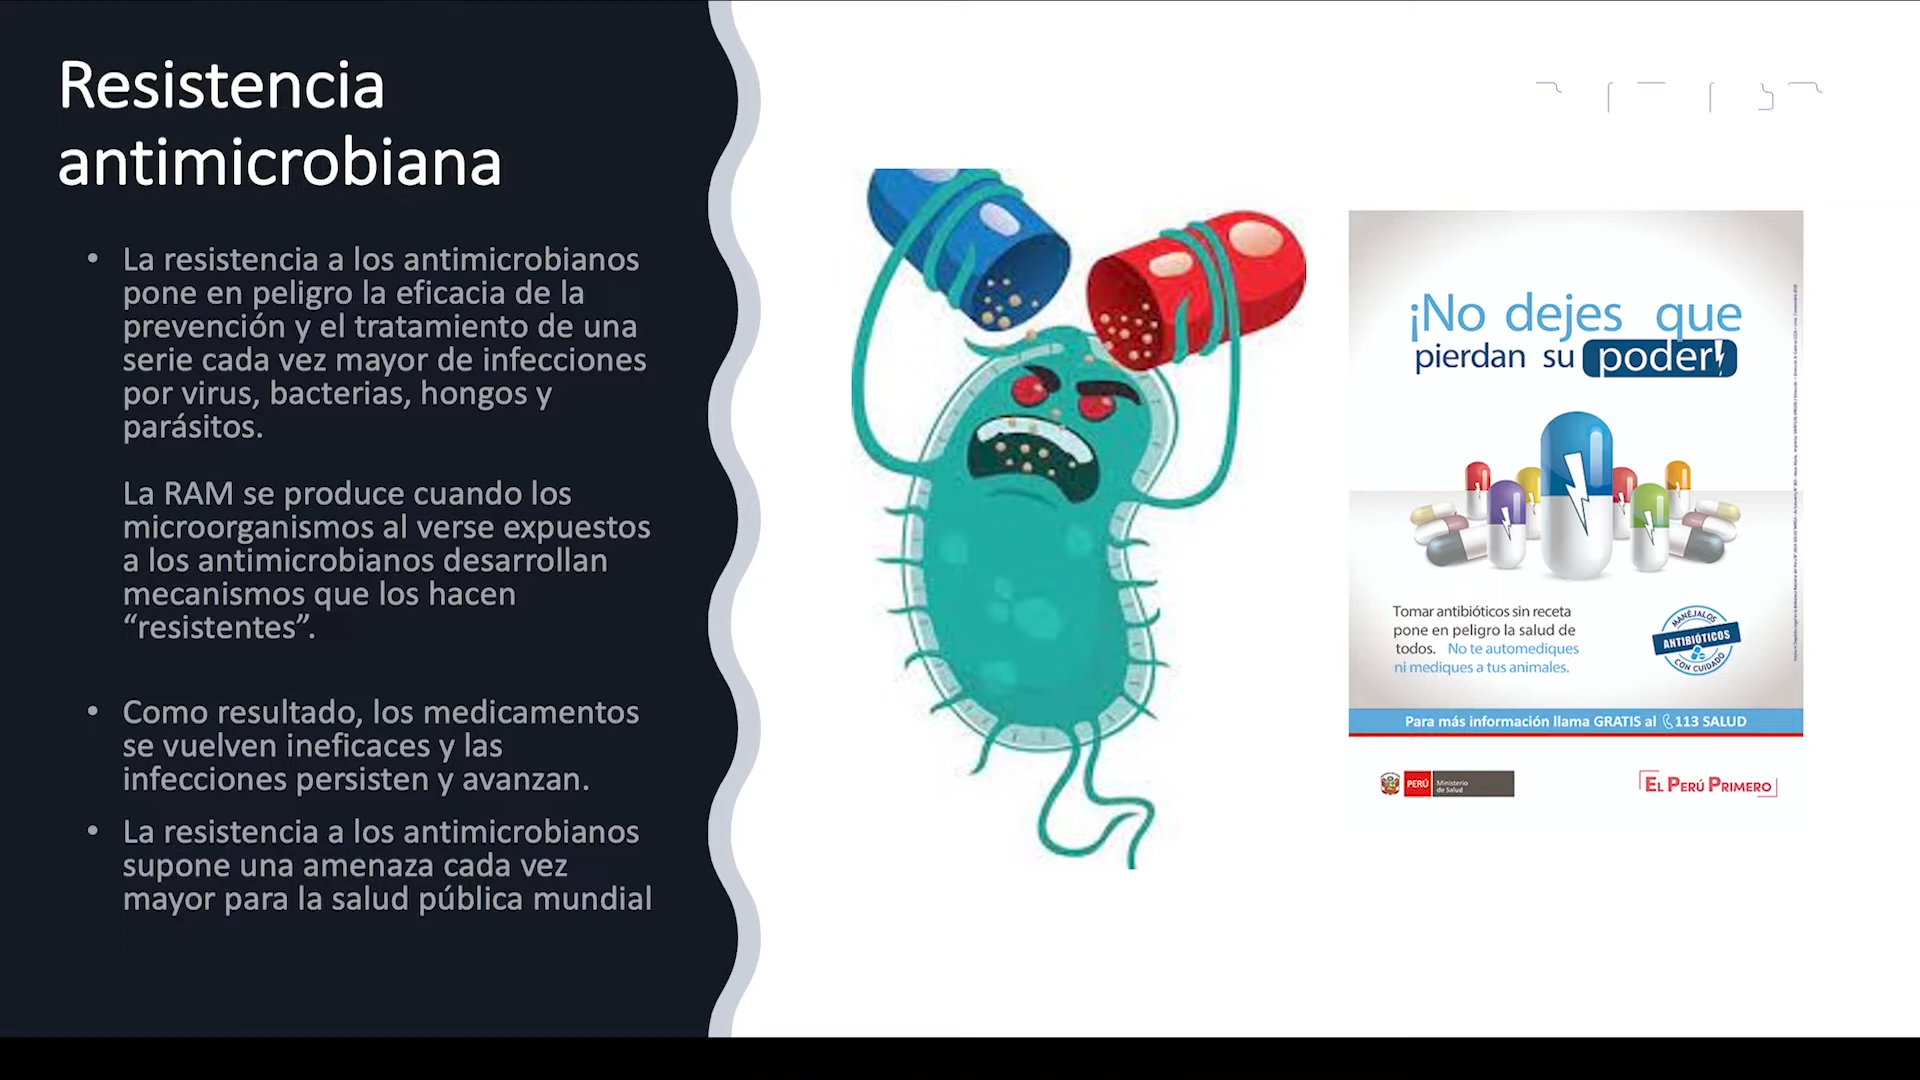 Resistencia
antimicrobiana
• La resistencia a los antimicrobianos
pone en peligro la eficacia de la
prevención y el tratamiento de una
serie cada vez mayor de infecciones
por virus, bacterias, hongos y
parásitos.
La RAM se produce cuando los
microorganismos al verse expuestos
a los antimicrobianos desarrollan
mecanismos que los hacen
“resistentes”.
• Como resultado, los medicamentos
se vuelven ineficaces y las
infecciones persisten y avanzan.
• La resistencia a los antimicrobianos
supone una amenaza cada vez
mayor para la salud pública mundial
¡No dejes que
pierdan su poder!
Tomar antibióticos sin receta
pone en peligro la salud de
todos. No te automediques
ni mediques a tus animales.
MANÉJALOS
ANTIBIÓTICOS
CON CUIDADO
Para más información llama GRATIS al 113 SALUD
PERÚ
Ministerio
de Salud
EL PERÚ PRIMERO